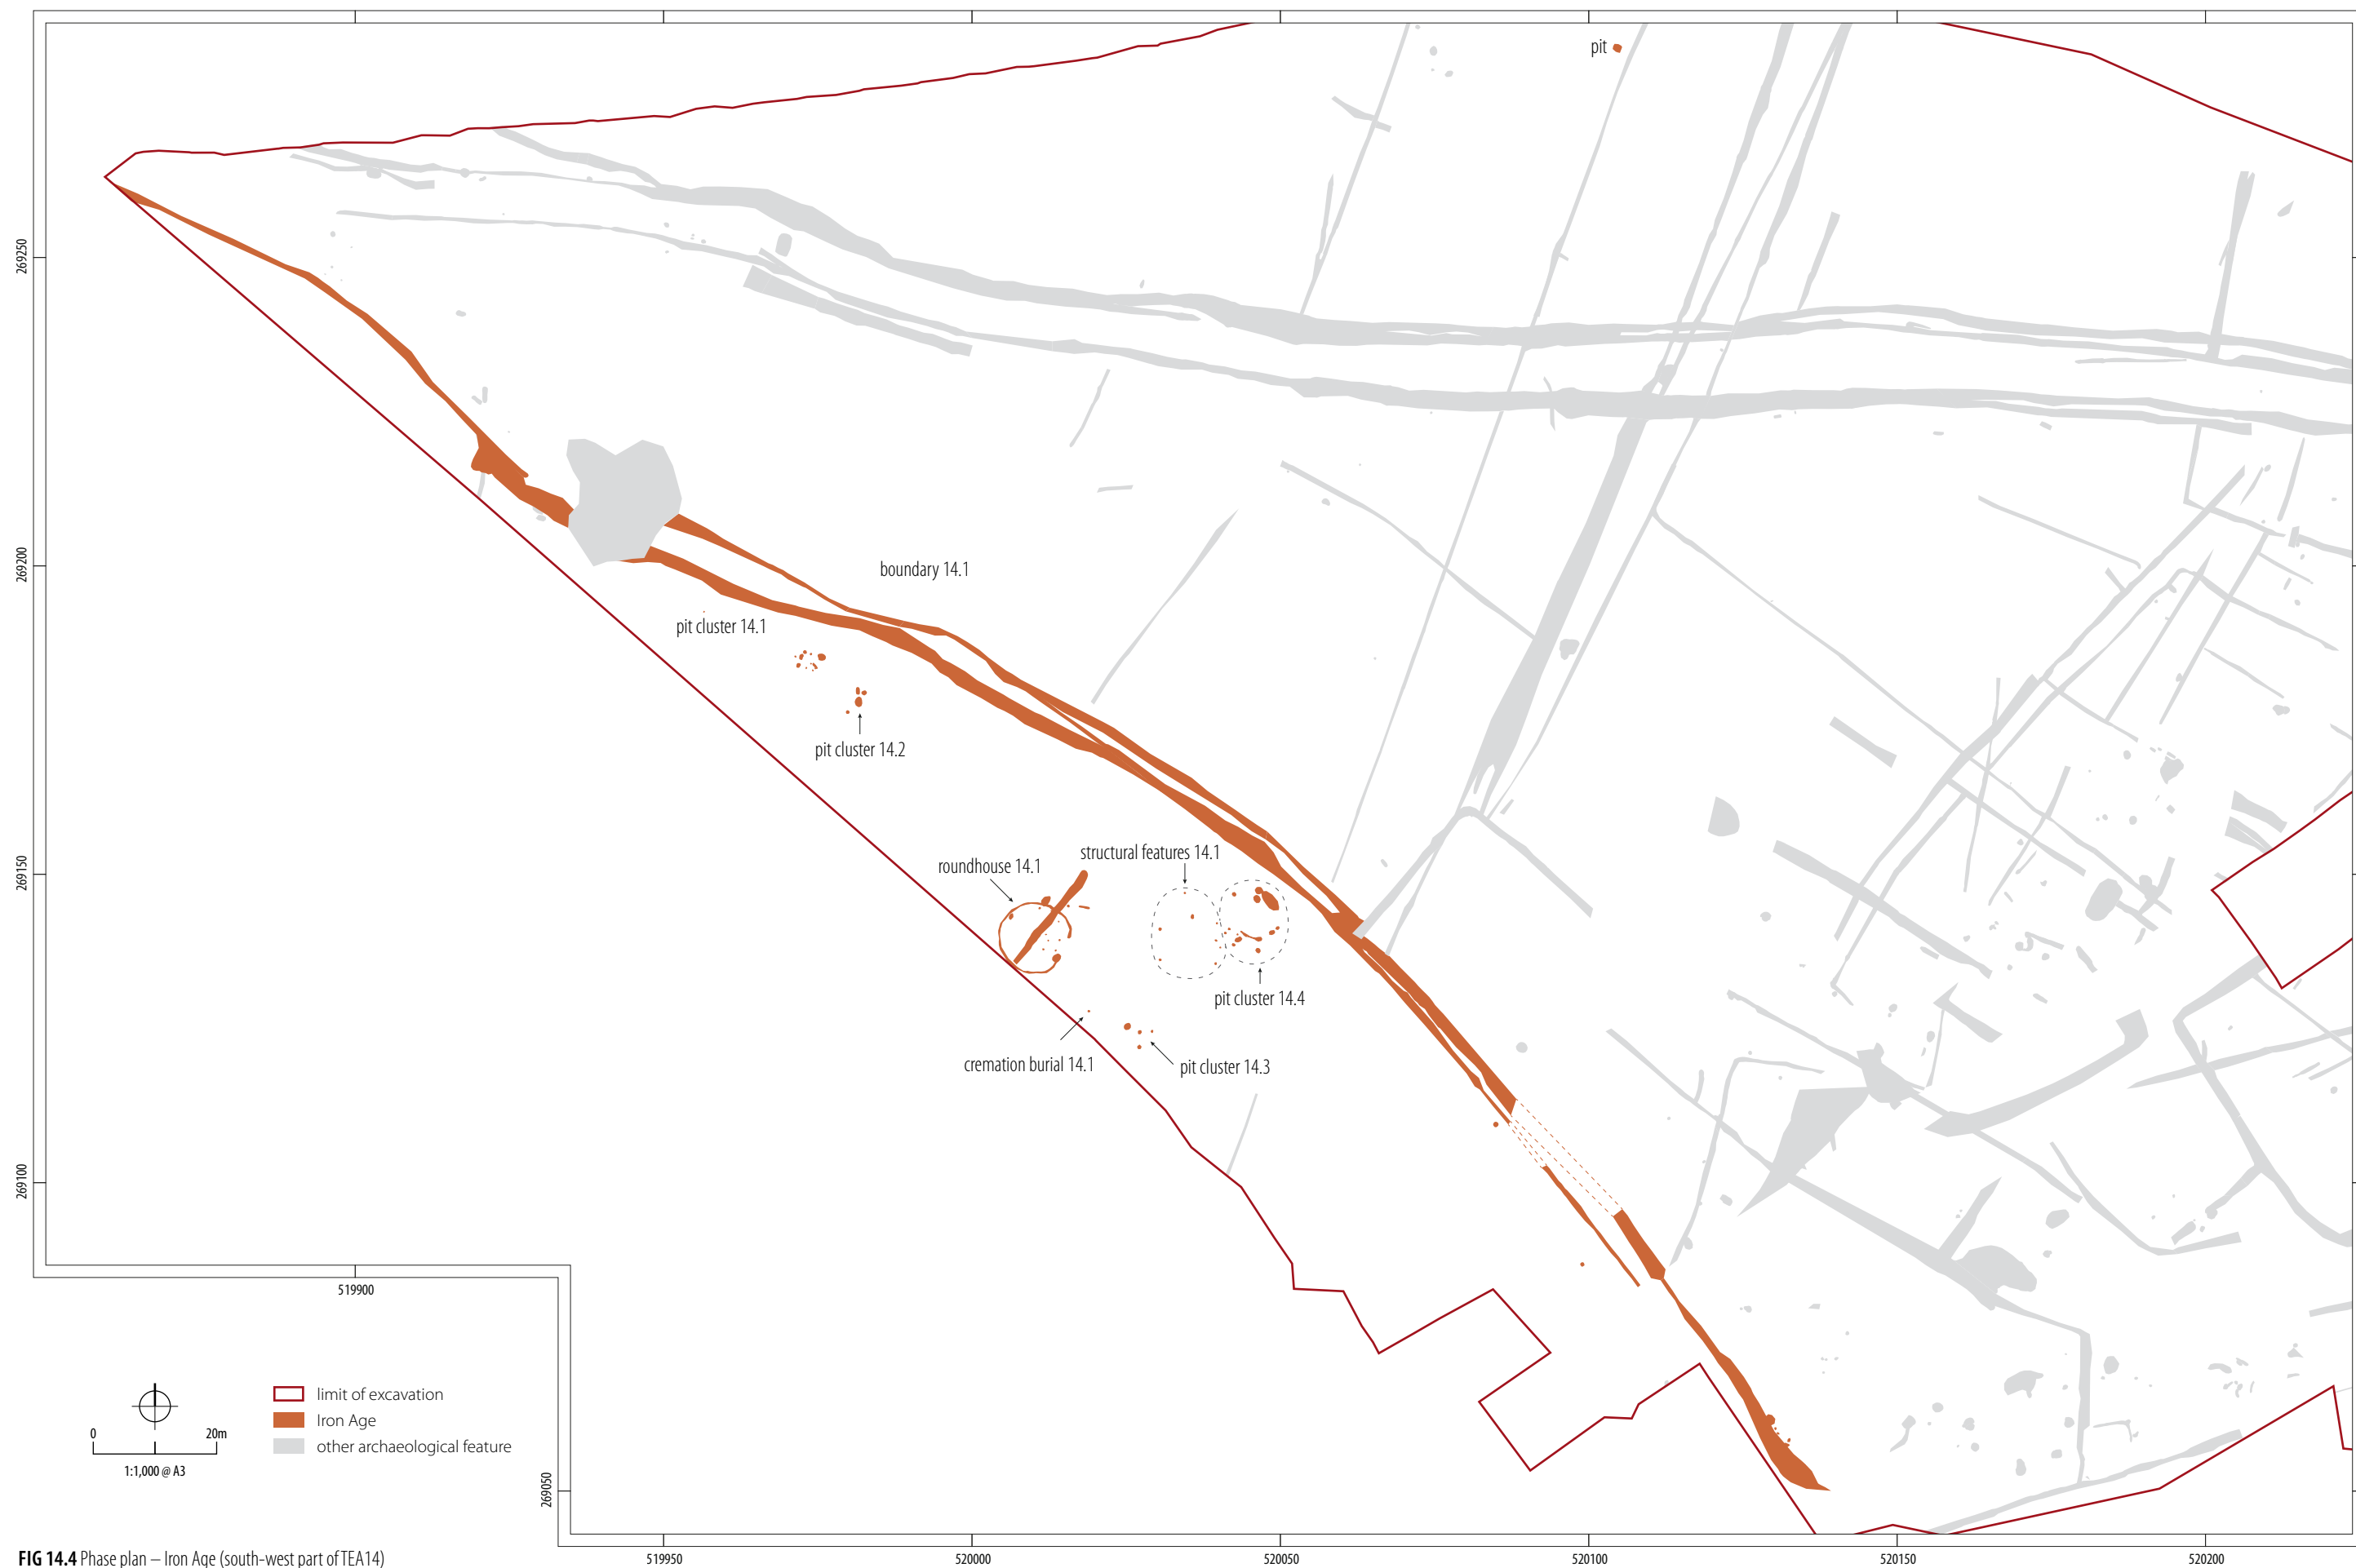 pit
269250
269200
boundary 14.1
pit cluster 14.1
pit cluster 14.2
269150
structural features 14.1
roundhouse 14.1
pit cluster 14.4
cremation burial 14.1
pit cluster 14.3
269100
519900
limit of excavation
Iron Age
other archaeological feature
0 20m
1:1,000 @ A3
269050
FIG 14.4 Phase plan – Iron Age (south-west part of TEA14)
519950 520000 520050 520100 520150 520200